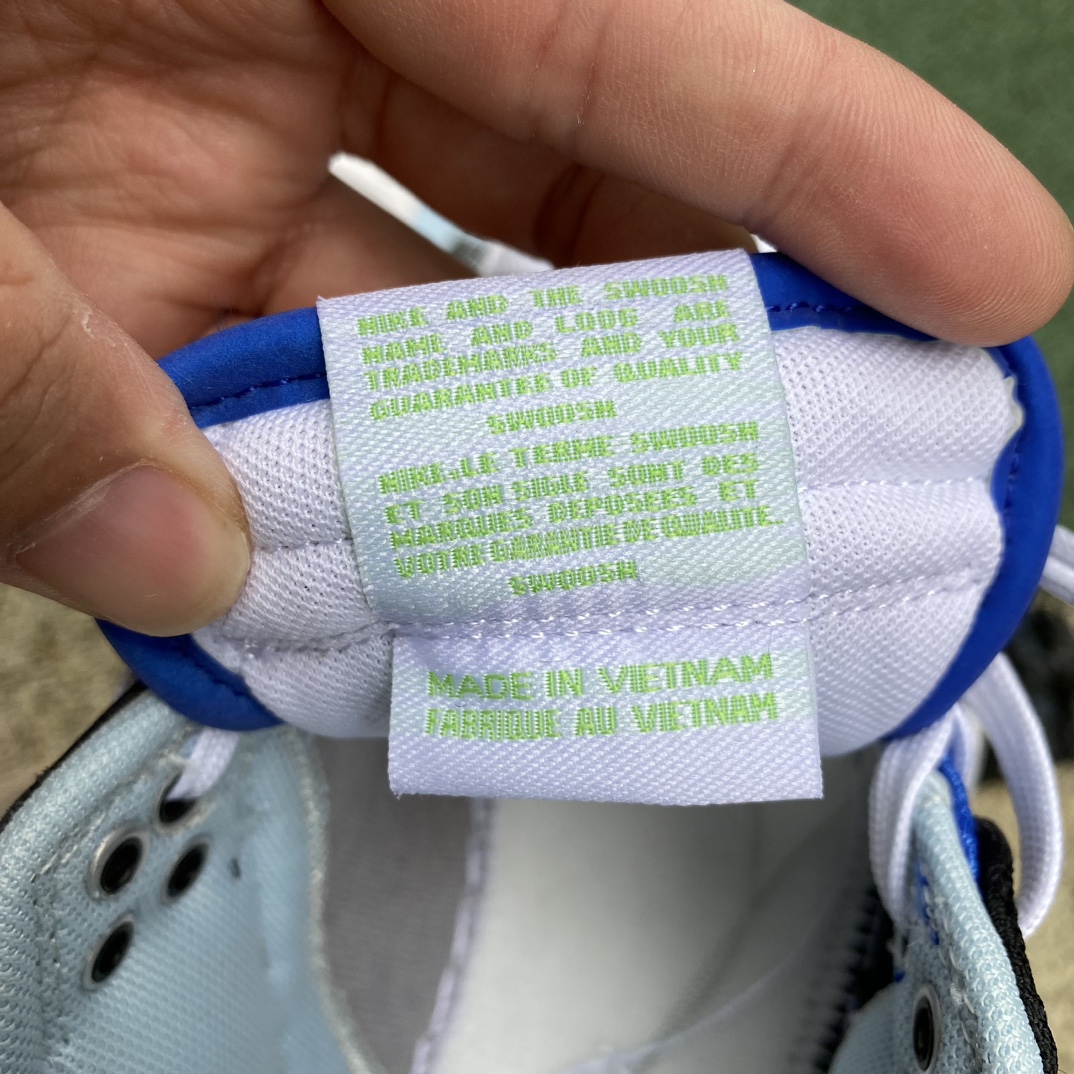 NIKE AND THE SWOOSH
NAME AND LOGO ARE
TRADEMARKS AND YOUR
GUARANTEE OF QUALITY
SWOOSH
NIKE.LE TERME SWOOSH
ET SON SIGLE SONT DES
MARQUES DEPOSEES ET
VOTRE GARANTIE DE QUALITE.
SWOOSH
MADE IN VIETNAM
FABRIQUE AU VIETNAM